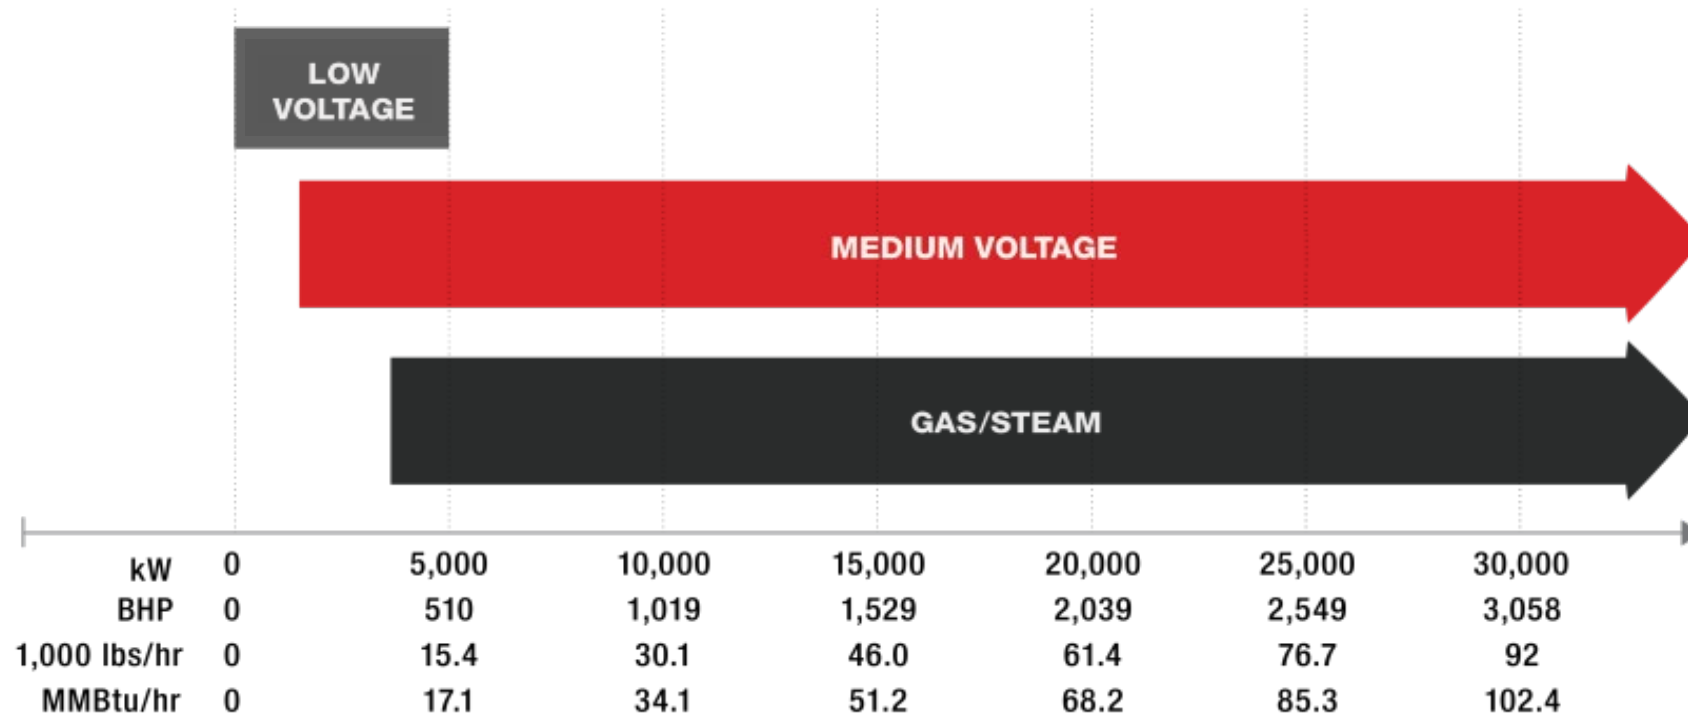 LOW
VOLTAGE
MEDIUM VOLTAGE
GAS/STEAM
kW 0 5,000 10,000 15,000 20,000 25,000 30,000
BHP 0 510 1,019 1,529 2,039 2,549 3,058
1,000 lbs/hr 0 15.4 30.1 46.0 61.4 76.7 92
MMBtu/hr 0 17.1 34.1 51.2 68.2 85.3 102.4